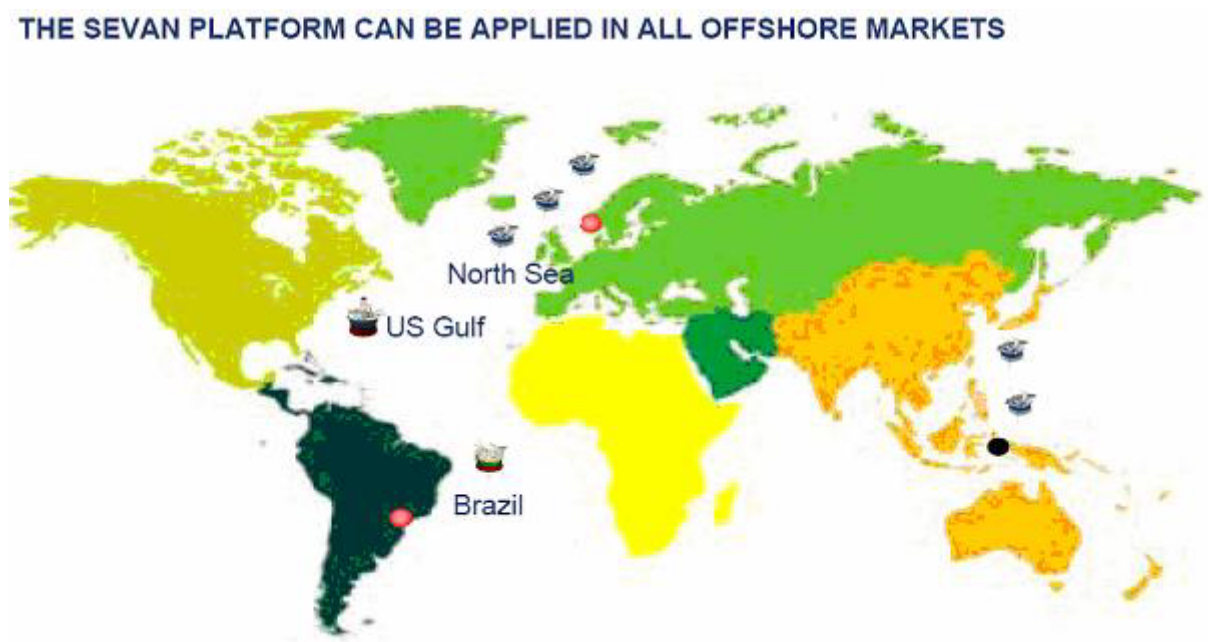 THE SEVAN PLATFORM CAN BE APPLIED IN ALL OFFSHORE MARKETS
North Sea
US Gulf
Brazil